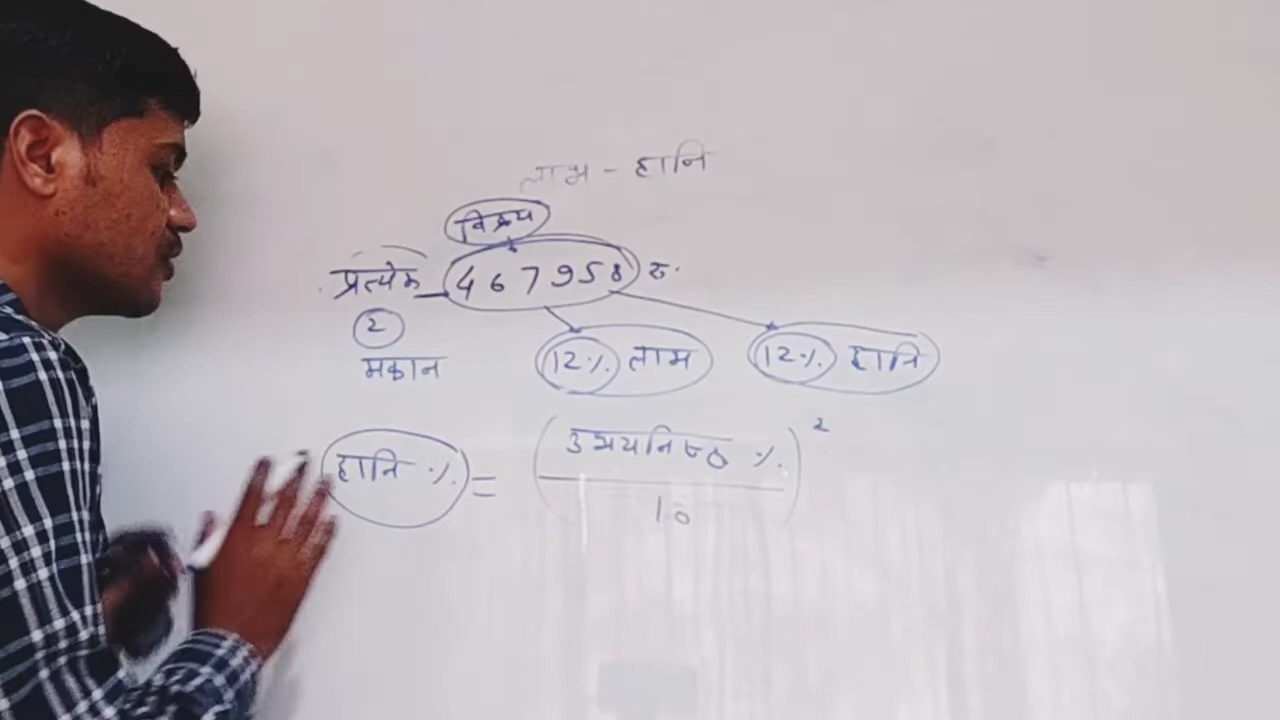 लाभ - हानि
विक्रय
प्रत्येक 467958 रु.
2
मकान 12% लाभ 12% हानि
हानि % = (उभयनिष्ठ % / 10)²